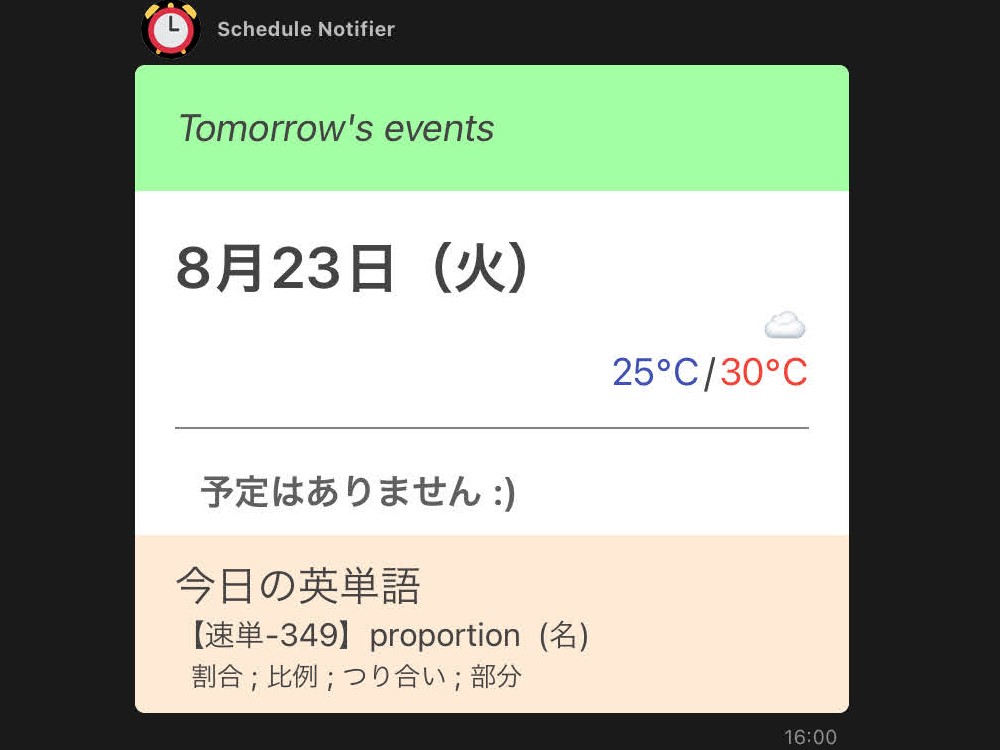 Schedule Notifier
Tomorrow's events
8月23日（火）
25°C/30°C
予定はありません :)
今日の英単語
【速単-349】proportion（名）
割合 ; 比例 ; つり合い ; 部分
16:00